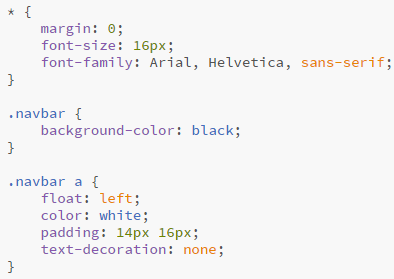 * {
    margin: 0;
    font-size: 16px;
    font-family: Arial, Helvetica, sans-serif;
}

.navbar {
    background-color: black;
}

.navbar a {
    float: left;
    color: white;
    padding: 14px 16px;
    text-decoration: none;
}